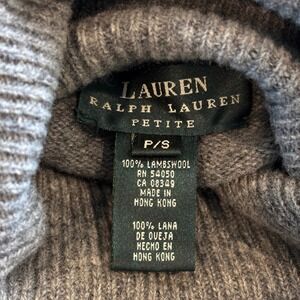 LAUREN
RALPH LAUREN
PETITE
P/S
100% LAMBSWOOL
RN 54050
CA 08349
MADE IN
HONG KONG
100% LANA
DE OVEJA
HECHO EN
HONG KONG